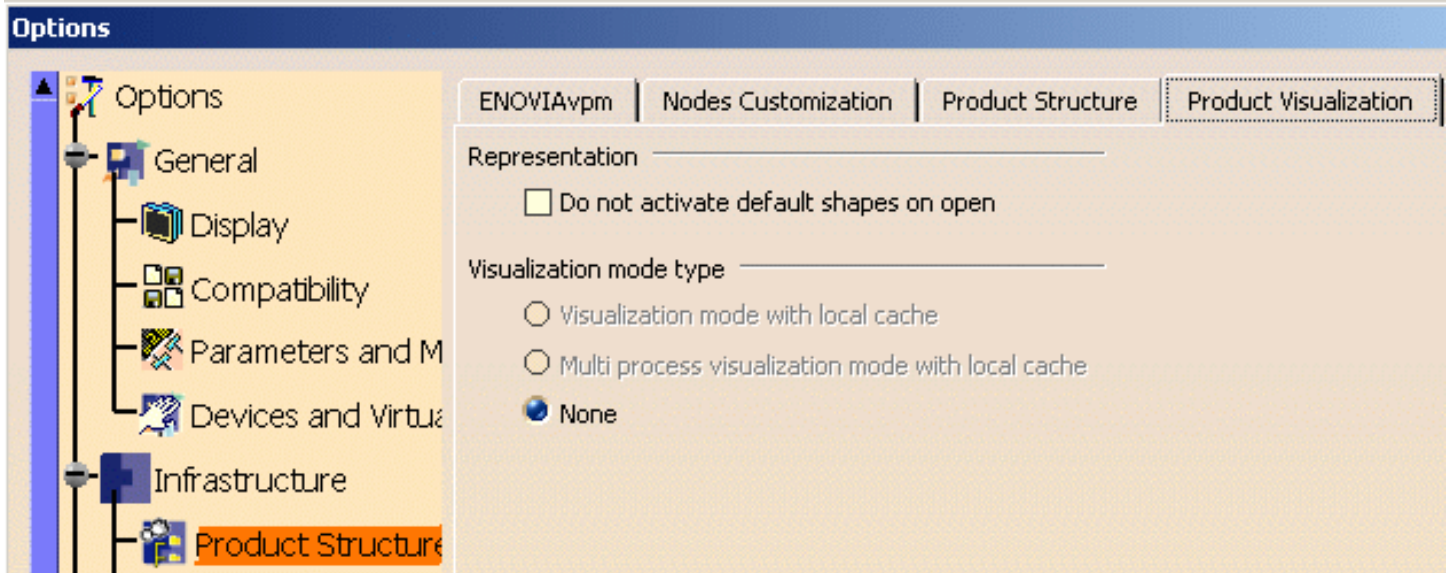 Options
Options
General
Display
Compatibility
Parameters and M
Devices and Virtua
Infrastructure
Product Structure
ENOVIAvpm
Nodes Customization
Product Structure
Product Visualization
Representation
Do not activate default shapes on open
Visualization mode type
Visualization mode with local cache
Multi process visualization mode with local cache
None